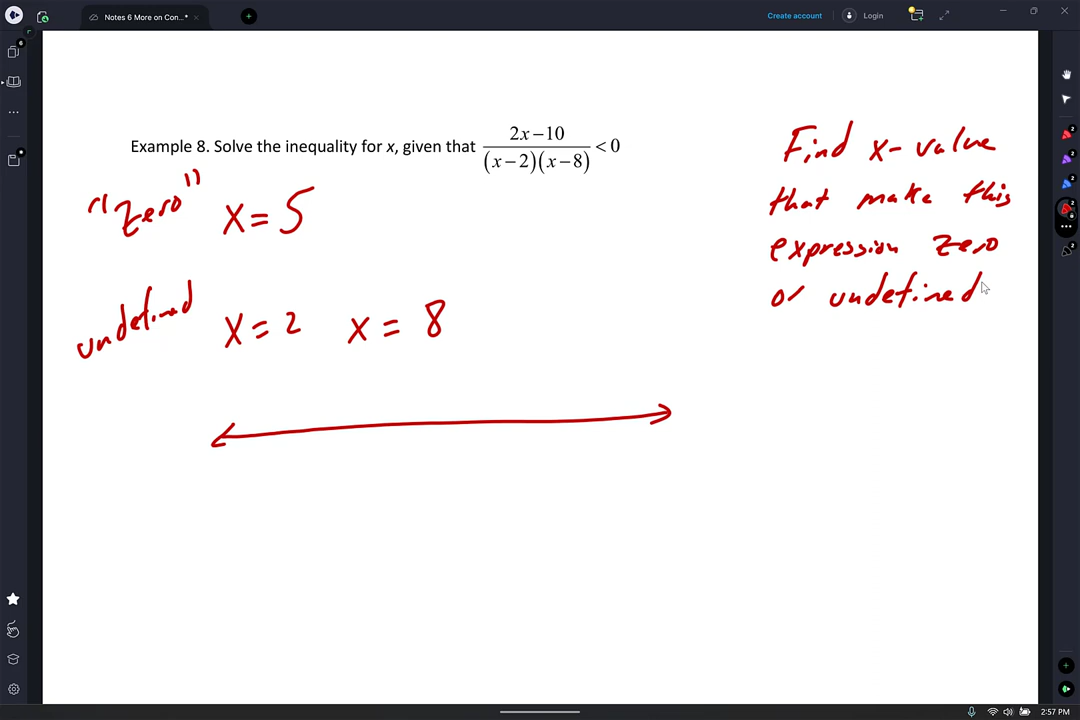 Notes 6 More on Con...* ×
Create account
Login
Example 8. Solve the inequality for x, given that (2x−10)/((x−2)(x−8)) < 0
Find x-value
that make this
expression zero
or undefined
"zero" x = 5
undefined x = 2 x = 8
2:57 PM